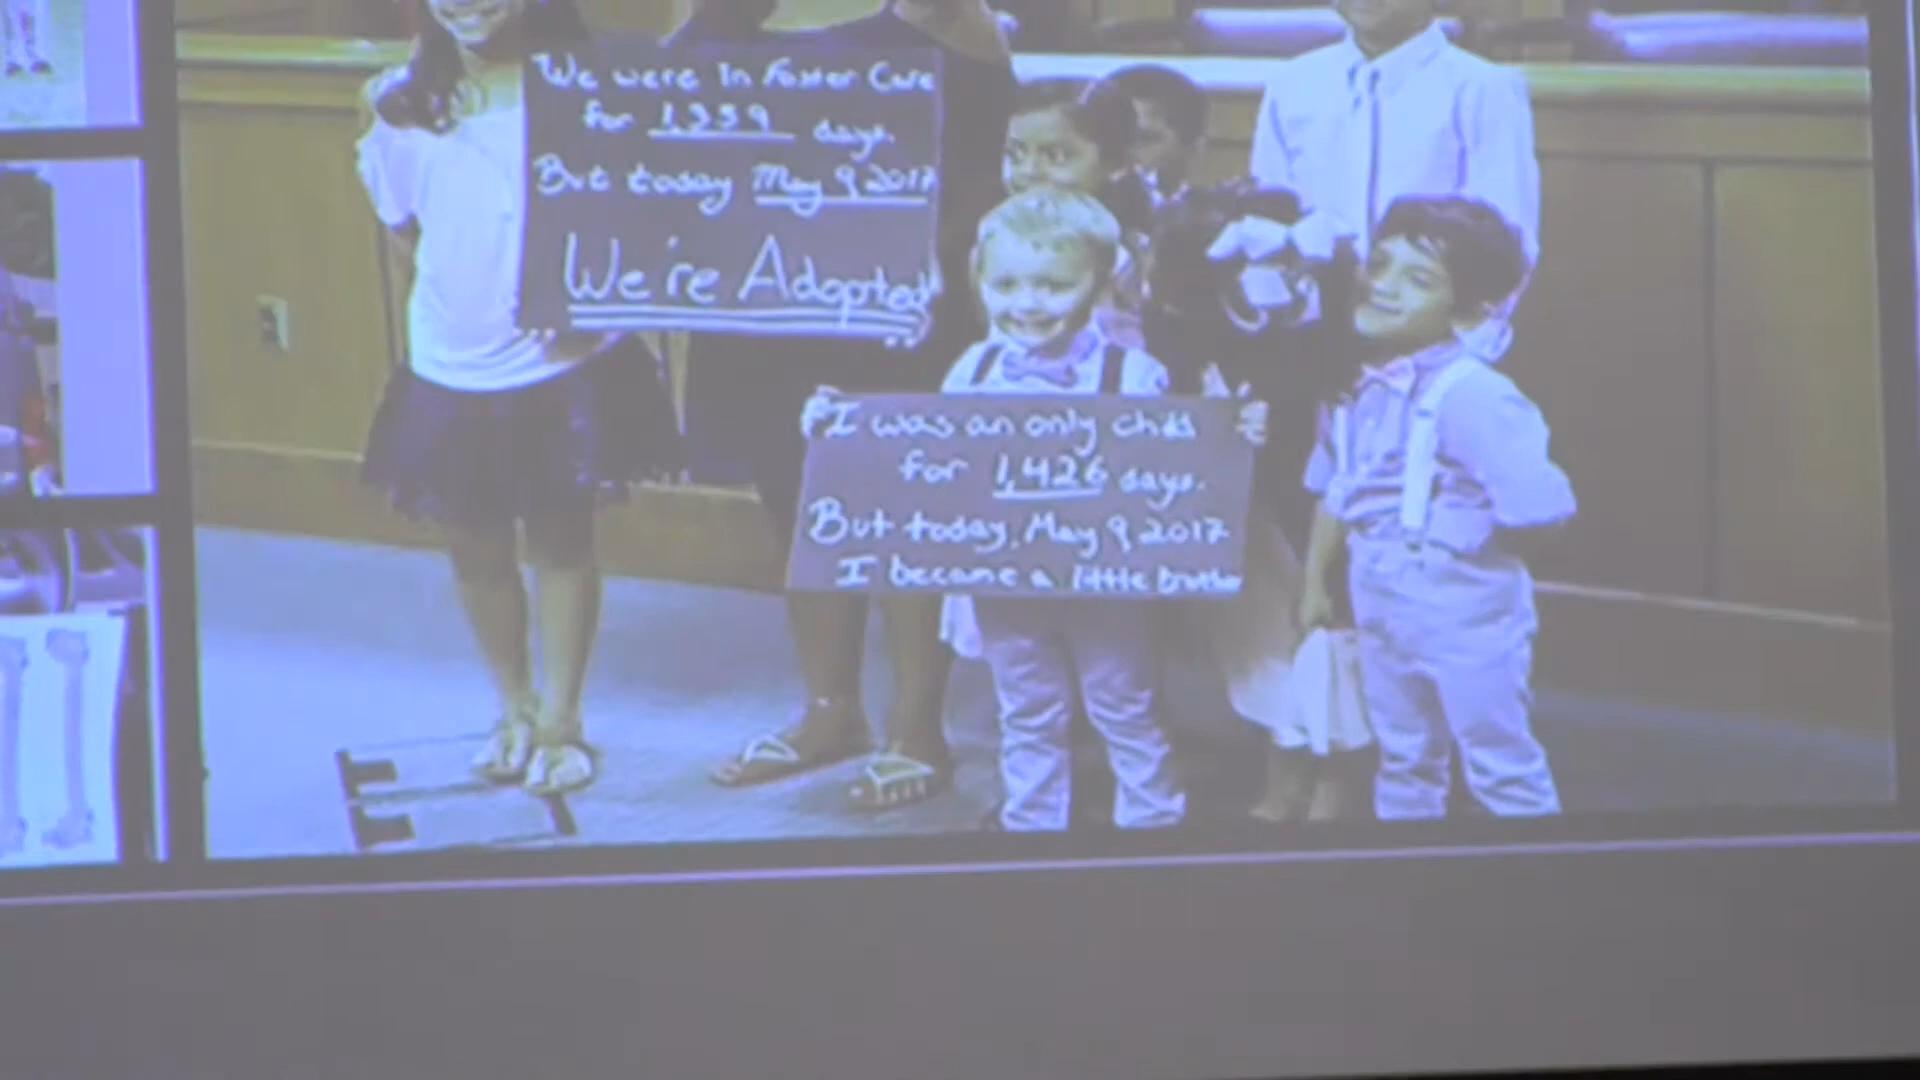 We were In Foster Care
for 1,259 days.
But today May 9, 2017
We're Adopted
I was an only child
for 1,426 days.
But today, May 9, 2017
I became a little brother